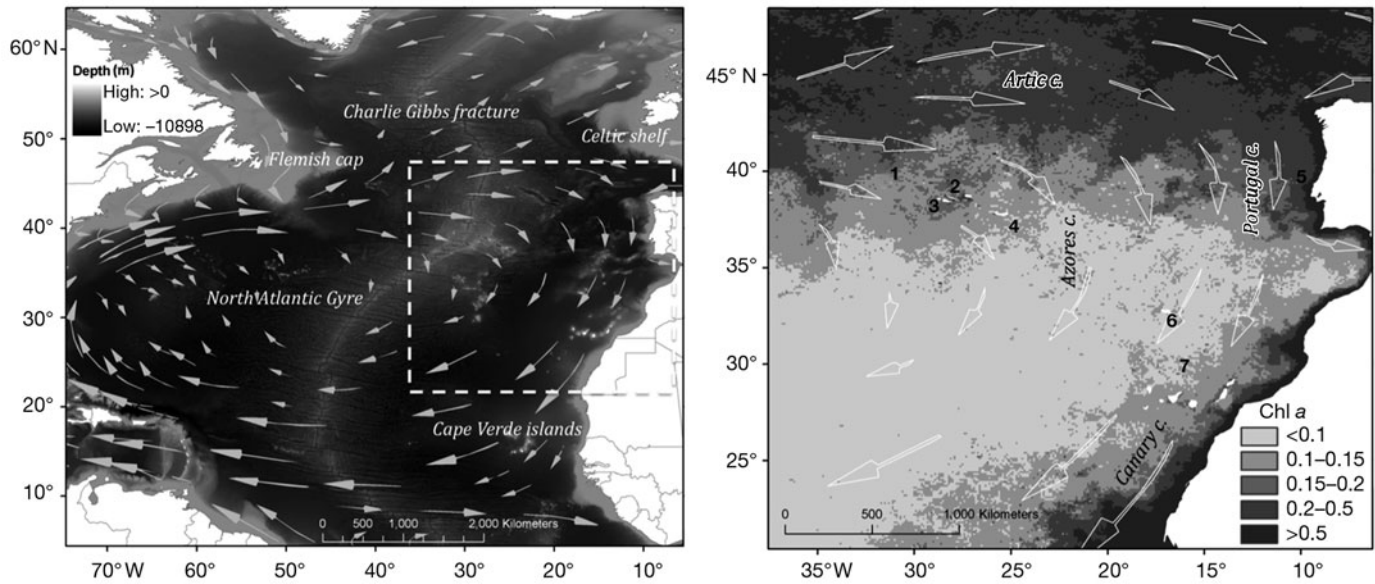 60° N
50°
40°
30°
20°
10°
Depth (m)
High: >0
Low: –10898
Charlie Gibbs fracture
Celtic shelf
Flemish cap
North Atlantic Gyre
Cape Verde islands
0 500 1,000 2,000 Kilometers
70° W 60° 50° 40° 30° 20° 10°
45° N
40°
35°
30°
25°
Artic c.
Portugal c.
Azores c.
Canary c.
1
2
3
4
5
6
7
Chl a
<0.1
0.1–0.15
0.15–0.2
0.2–0.5
>0.5
0 500 1,000 Kilometers
35° W 30° 25° 20° 15° 10°